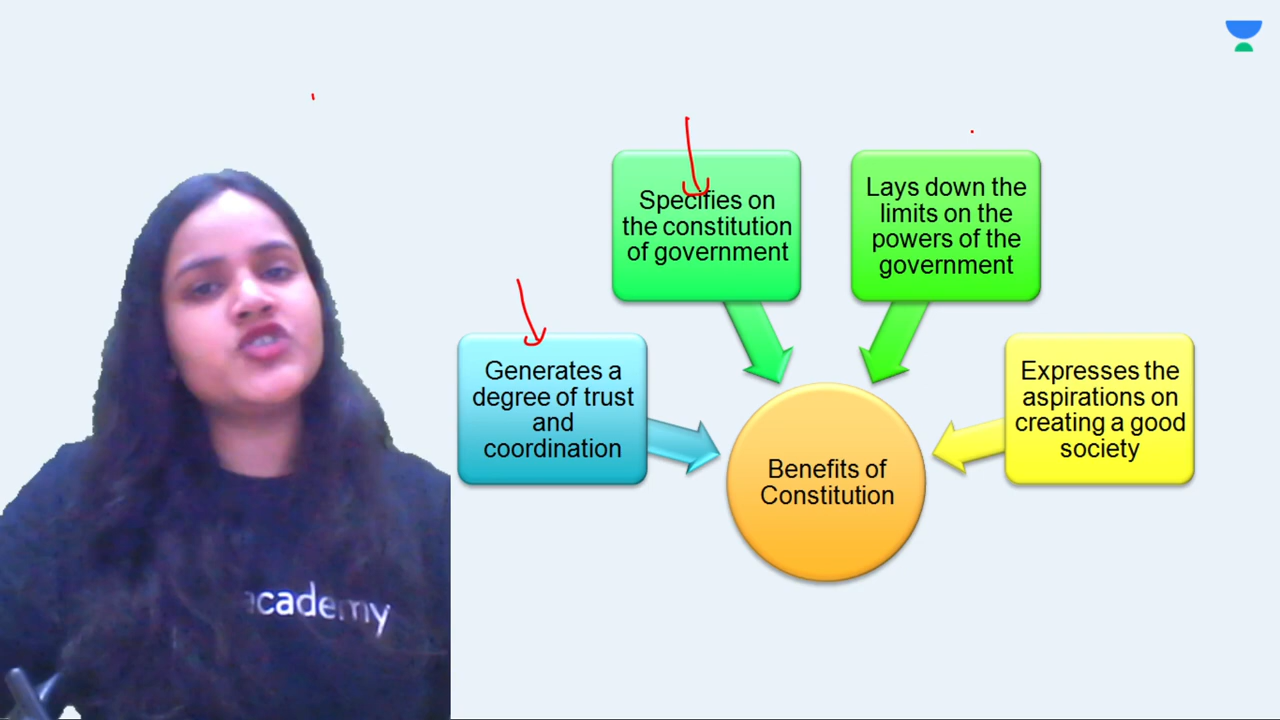 Specifies on
the constitution
of government
Lays down the
limits on the
powers of the
government
Generates a
degree of trust
and
coordination
Expresses the
aspirations on
creating a good
society
Benefits of
Constitution
academy